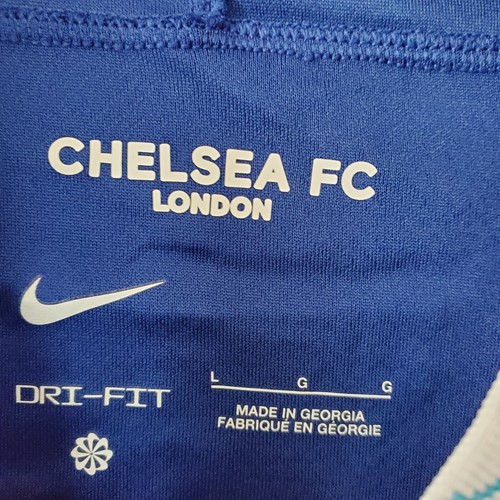 CHELSEA FC
LONDON
DRI-FIT
L G G
MADE IN GEORGIA
FABRIQUÉ EN GÉORGIE